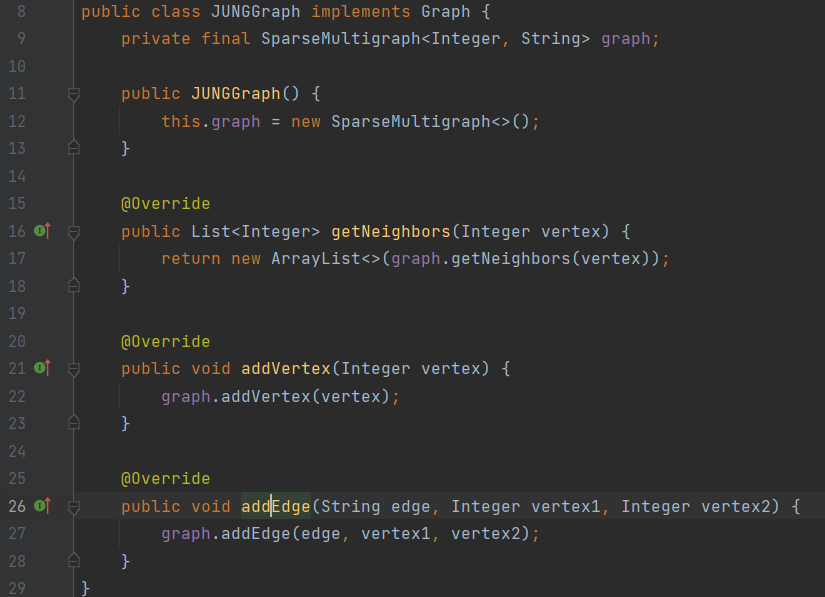 8 public class JUNGGraph implements Graph {
9     private final SparseMultigraph<Integer, String> graph;
10
11     public JUNGGraph() {
12         this.graph = new SparseMultigraph<>();
13     }
14
15     @Override
16     public List<Integer> getNeighbors(Integer vertex) {
17         return new ArrayList<>(graph.getNeighbors(vertex));
18     }
19
20     @Override
21     public void addVertex(Integer vertex) {
22         graph.addVertex(vertex);
23     }
24
25     @Override
26     public void addEdge(String edge, Integer vertex1, Integer vertex2) {
27         graph.addEdge(edge, vertex1, vertex2);
28     }
29 }